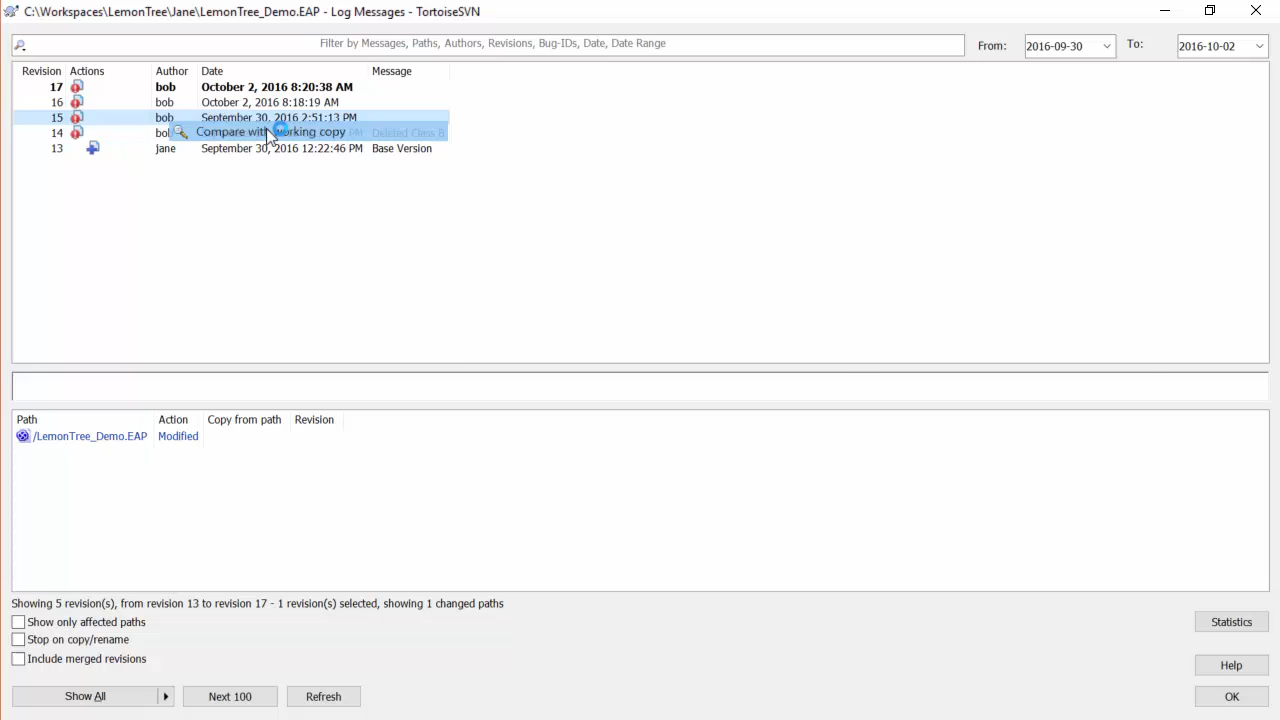 C:\Workspaces\LemonTree\Jane\LemonTree_Demo.EAP - Log Messages - TortoiseSVN
Filter by Messages, Paths, Authors, Revisions, Bug-IDs, Date, Date Range
From: 2016-09-30 To: 2016-10-02
Revision Actions Author Date Message
17 bob October 2, 2016 8:20:38 AM
16 bob October 2, 2016 8:18:19 AM
15 bob September 30, 2016 2:51:13 PM
Compare with working copy
14 bob PM Deleted Class B
13 jane September 30, 2016 12:22:46 PM Base Version
Path Action Copy from path Revision
/LemonTree_Demo.EAP Modified
Showing 5 revision(s), from revision 13 to revision 17 - 1 revision(s) selected, showing 1 changed paths
Show only affected paths
Stop on copy/rename
Include merged revisions
Statistics
Help
Show All Next 100 Refresh OK